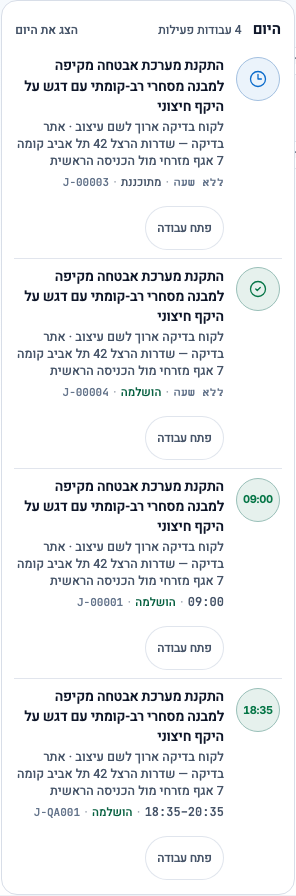 היום 4 עבודות פעילות הצג את היום
התקנת מערכת אבטחה מקיפה
למבנה מסחרי רב-קומתי עם דגש על
היקף חיצוני
לקוח בדיקה ארוך לשם עיצוב · אתר
בדיקה — שדרות הרצל 42 תל אביב קומה
7 אגף מזרחי מול הכניסה הראשית
ללא שעה · מתוכננת · J-00003
פתח עבודה
התקנת מערכת אבטחה מקיפה
למבנה מסחרי רב-קומתי עם דגש על
היקף חיצוני
לקוח בדיקה ארוך לשם עיצוב · אתר
בדיקה — שדרות הרצל 42 תל אביב קומה
7 אגף מזרחי מול הכניסה הראשית
ללא שעה · הושלמה · J-00004
פתח עבודה
09:00
התקנת מערכת אבטחה מקיפה
למבנה מסחרי רב-קומתי עם דגש על
היקף חיצוני
לקוח בדיקה ארוך לשם עיצוב · אתר
בדיקה — שדרות הרצל 42 תל אביב קומה
7 אגף מזרחי מול הכניסה הראשית
09:00 · הושלמה · J-00001
פתח עבודה
18:35
התקנת מערכת אבטחה מקיפה
למבנה מסחרי רב-קומתי עם דגש על
היקף חיצוני
לקוח בדיקה ארוך לשם עיצוב · אתר
בדיקה — שדרות הרצל 42 תל אביב קומה
7 אגף מזרחי מול הכניסה הראשית
18:35–20:35 · הושלמה · J-QA001
פתח עבודה